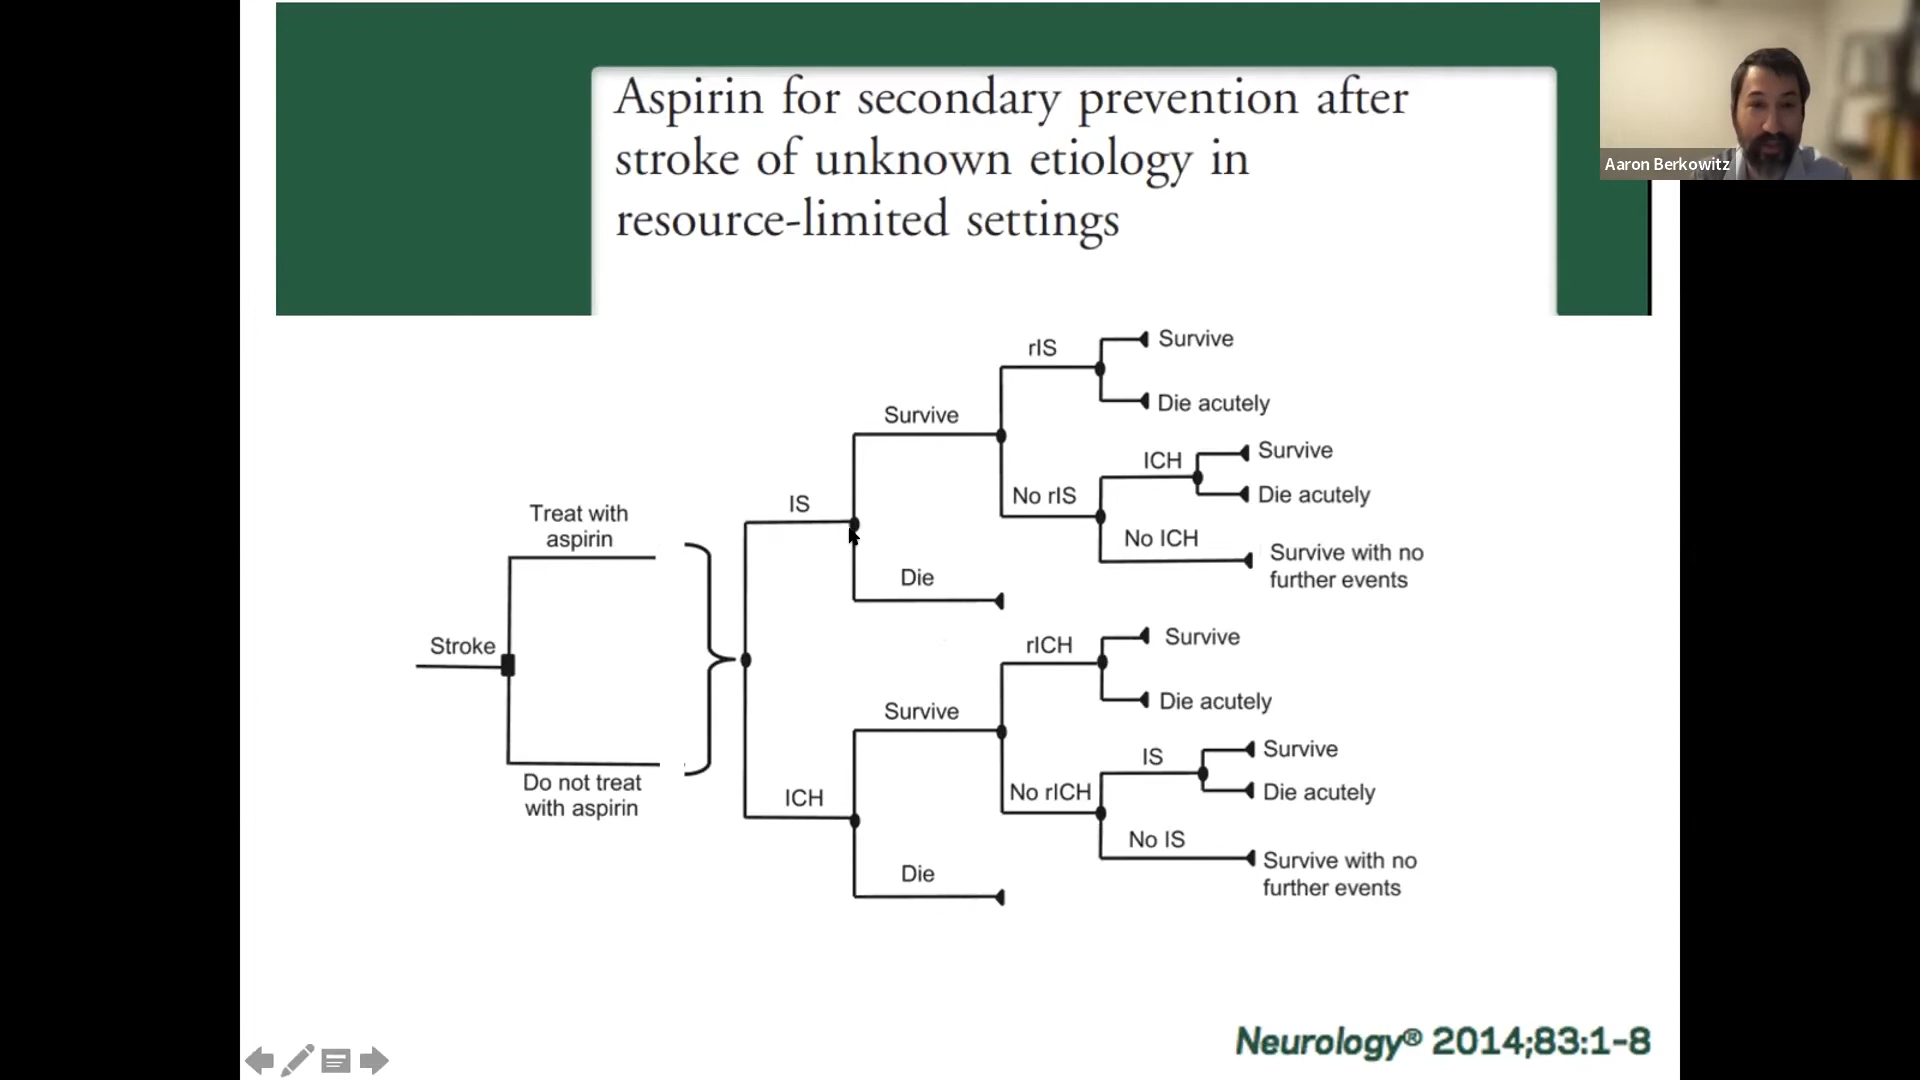 Aspirin for secondary prevention after
stroke of unknown etiology in
resource-limited settings
Aaron Berkowitz
rIS
Survive
Die acutely
Survive
ICH
Survive
No rIS
Die acutely
IS
Treat with
aspirin
No ICH
Survive with no
further events
Die
Stroke
rICH
Survive
Die acutely
Survive
IS
Survive
Do not treat
with aspirin
ICH
No rICH
Die acutely
No IS
Survive with no
further events
Die
Neurology® 2014;83:1-8